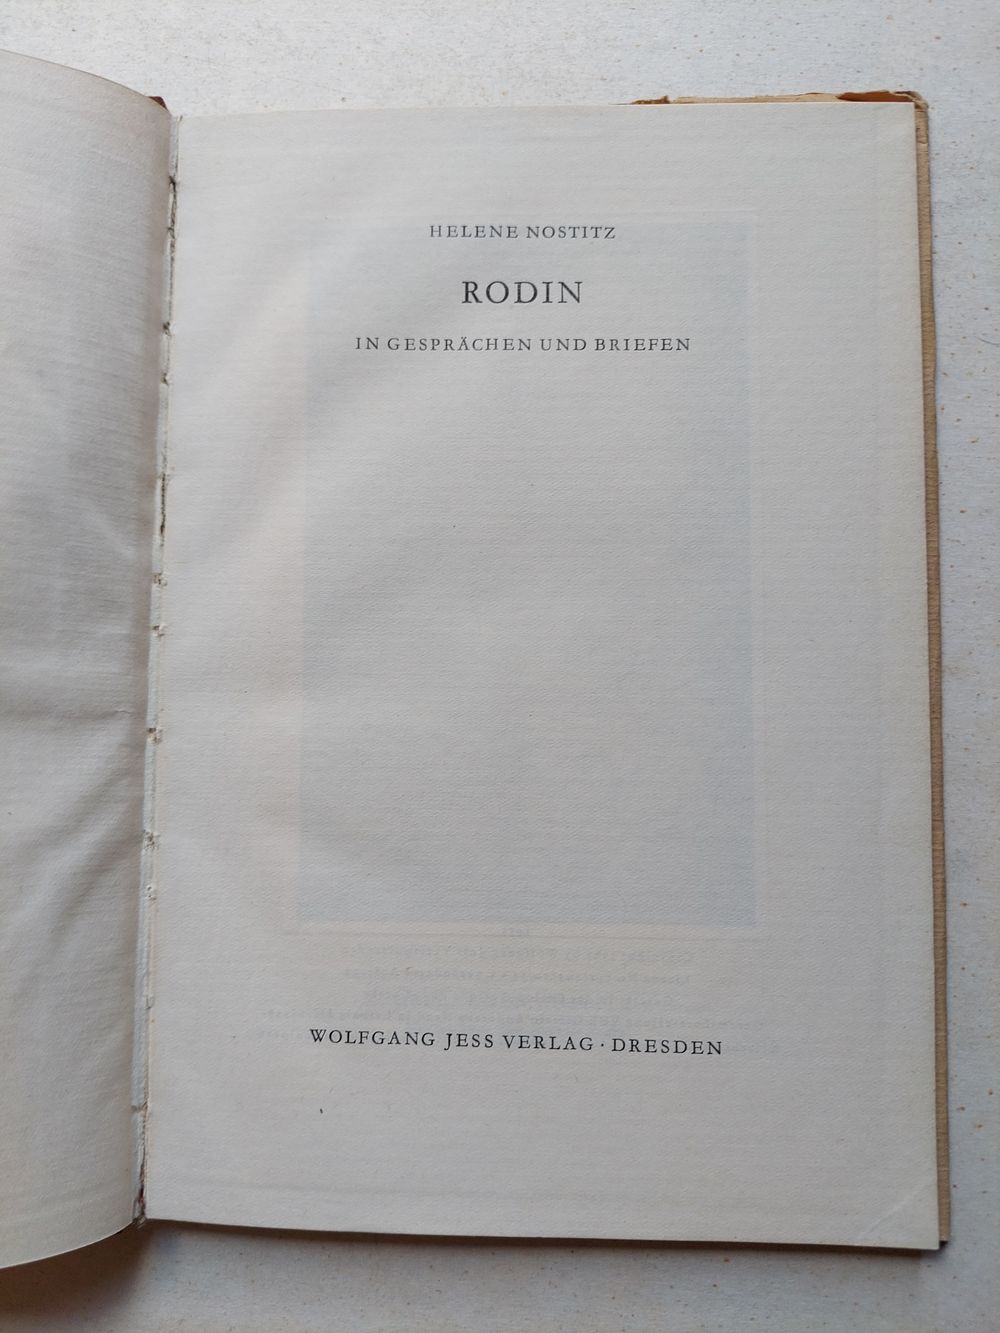 HELENE NOSTITZ
RODIN
IN GESPRÄCHEN UND BRIEFEN
WOLFGANG JESS VERLAG · DRESDEN